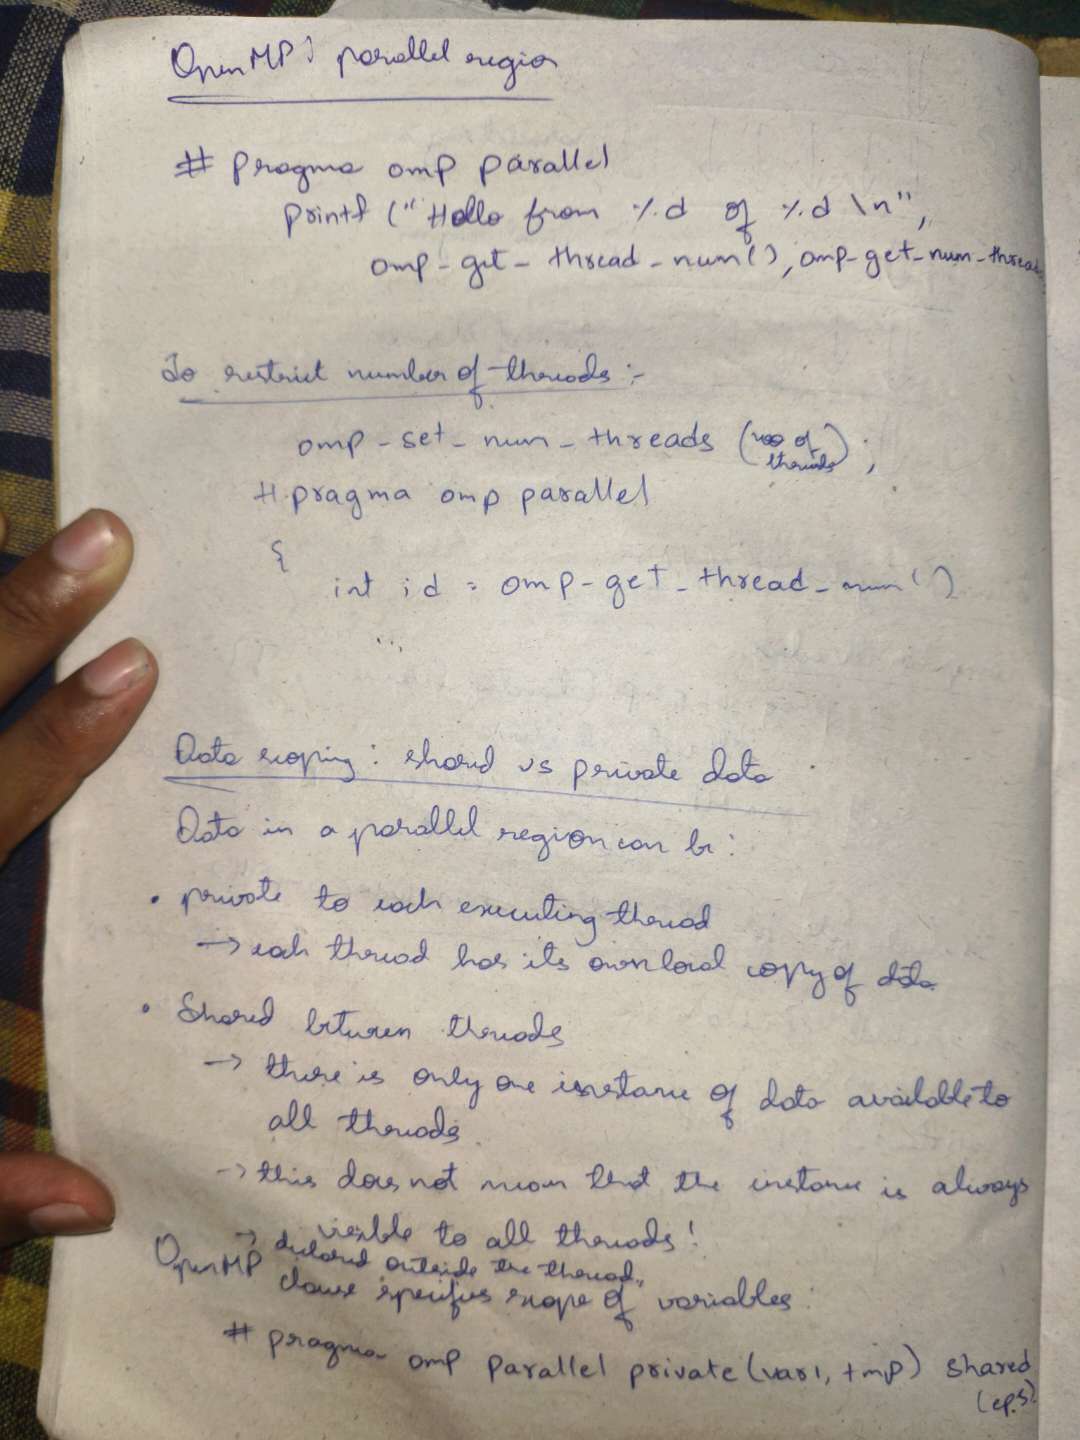 OpenMP: parallel region
# pragma omp parallel
printf ("Hello from %d of %d \n",
omp-get-thread-num(), omp-get-num-thread
To restrict number of threads :-
omp-set-num-threads (no of threads);
# pragma omp parallel
{
int id = omp-get-thread-num()
...
Data scoping: shared vs private data
Data in a parallel region can be:
• private to each executing thread
→ each thread has its own local copy of data
• Shared between threads
→ there is only one instance of data available to
all threads.
→ this does not mean that the instance is always
visible to all threads!
→ declared outside the thread.
OpenMP clause specifies scope of variables:
# pragma omp parallel private(var1, tmp) shared
(eps)